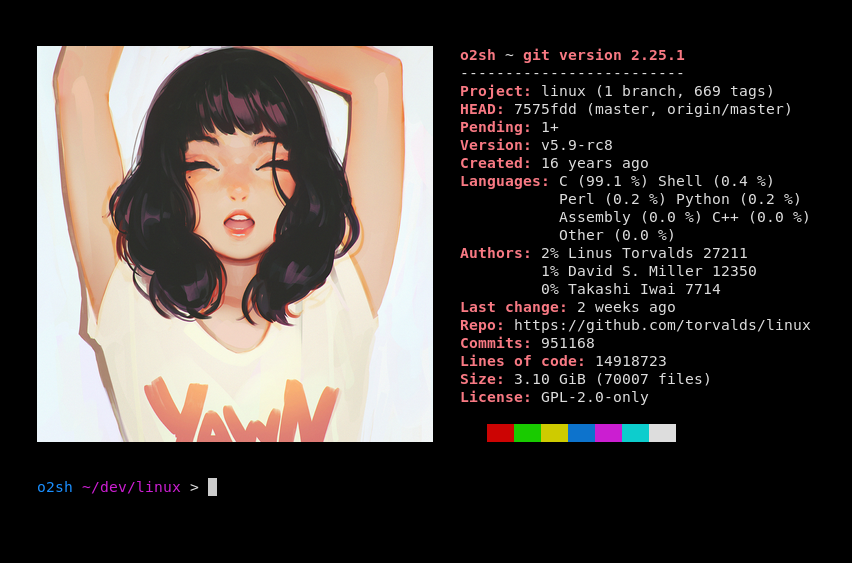 YAWN
o2sh ~ git version 2.25.1
-------------------------
Project: linux (1 branch, 669 tags)
HEAD: 7575fdd (master, origin/master)
Pending: 1+
Version: v5.9-rc8
Created: 16 years ago
Languages: C (99.1 %) Shell (0.4 %)
Perl (0.2 %) Python (0.2 %)
Assembly (0.0 %) C++ (0.0 %)
Other (0.0 %)
Authors: 2% Linus Torvalds 27211
1% David S. Miller 12350
0% Takashi Iwai 7714
Last change: 2 weeks ago
Repo: https://github.com/torvalds/linux
Commits: 951168
Lines of code: 14918723
Size: 3.10 GiB (70007 files)
License: GPL-2.0-only
o2sh ~/dev/linux >